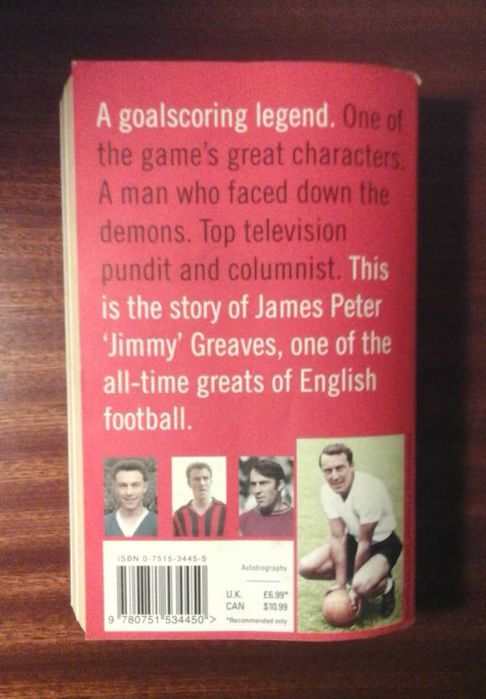 A goalscoring legend. One of
the game's great characters.
A man who faced down the
demons. Top television
pundit and columnist. This
is the story of James Peter
'Jimmy' Greaves, one of the
all-time greats of English
football.
ISBN 0-7515-3445-5
Autobiography
U.K. £6.99*
CAN $10.99
*Recommended only
9 780751 534450 >